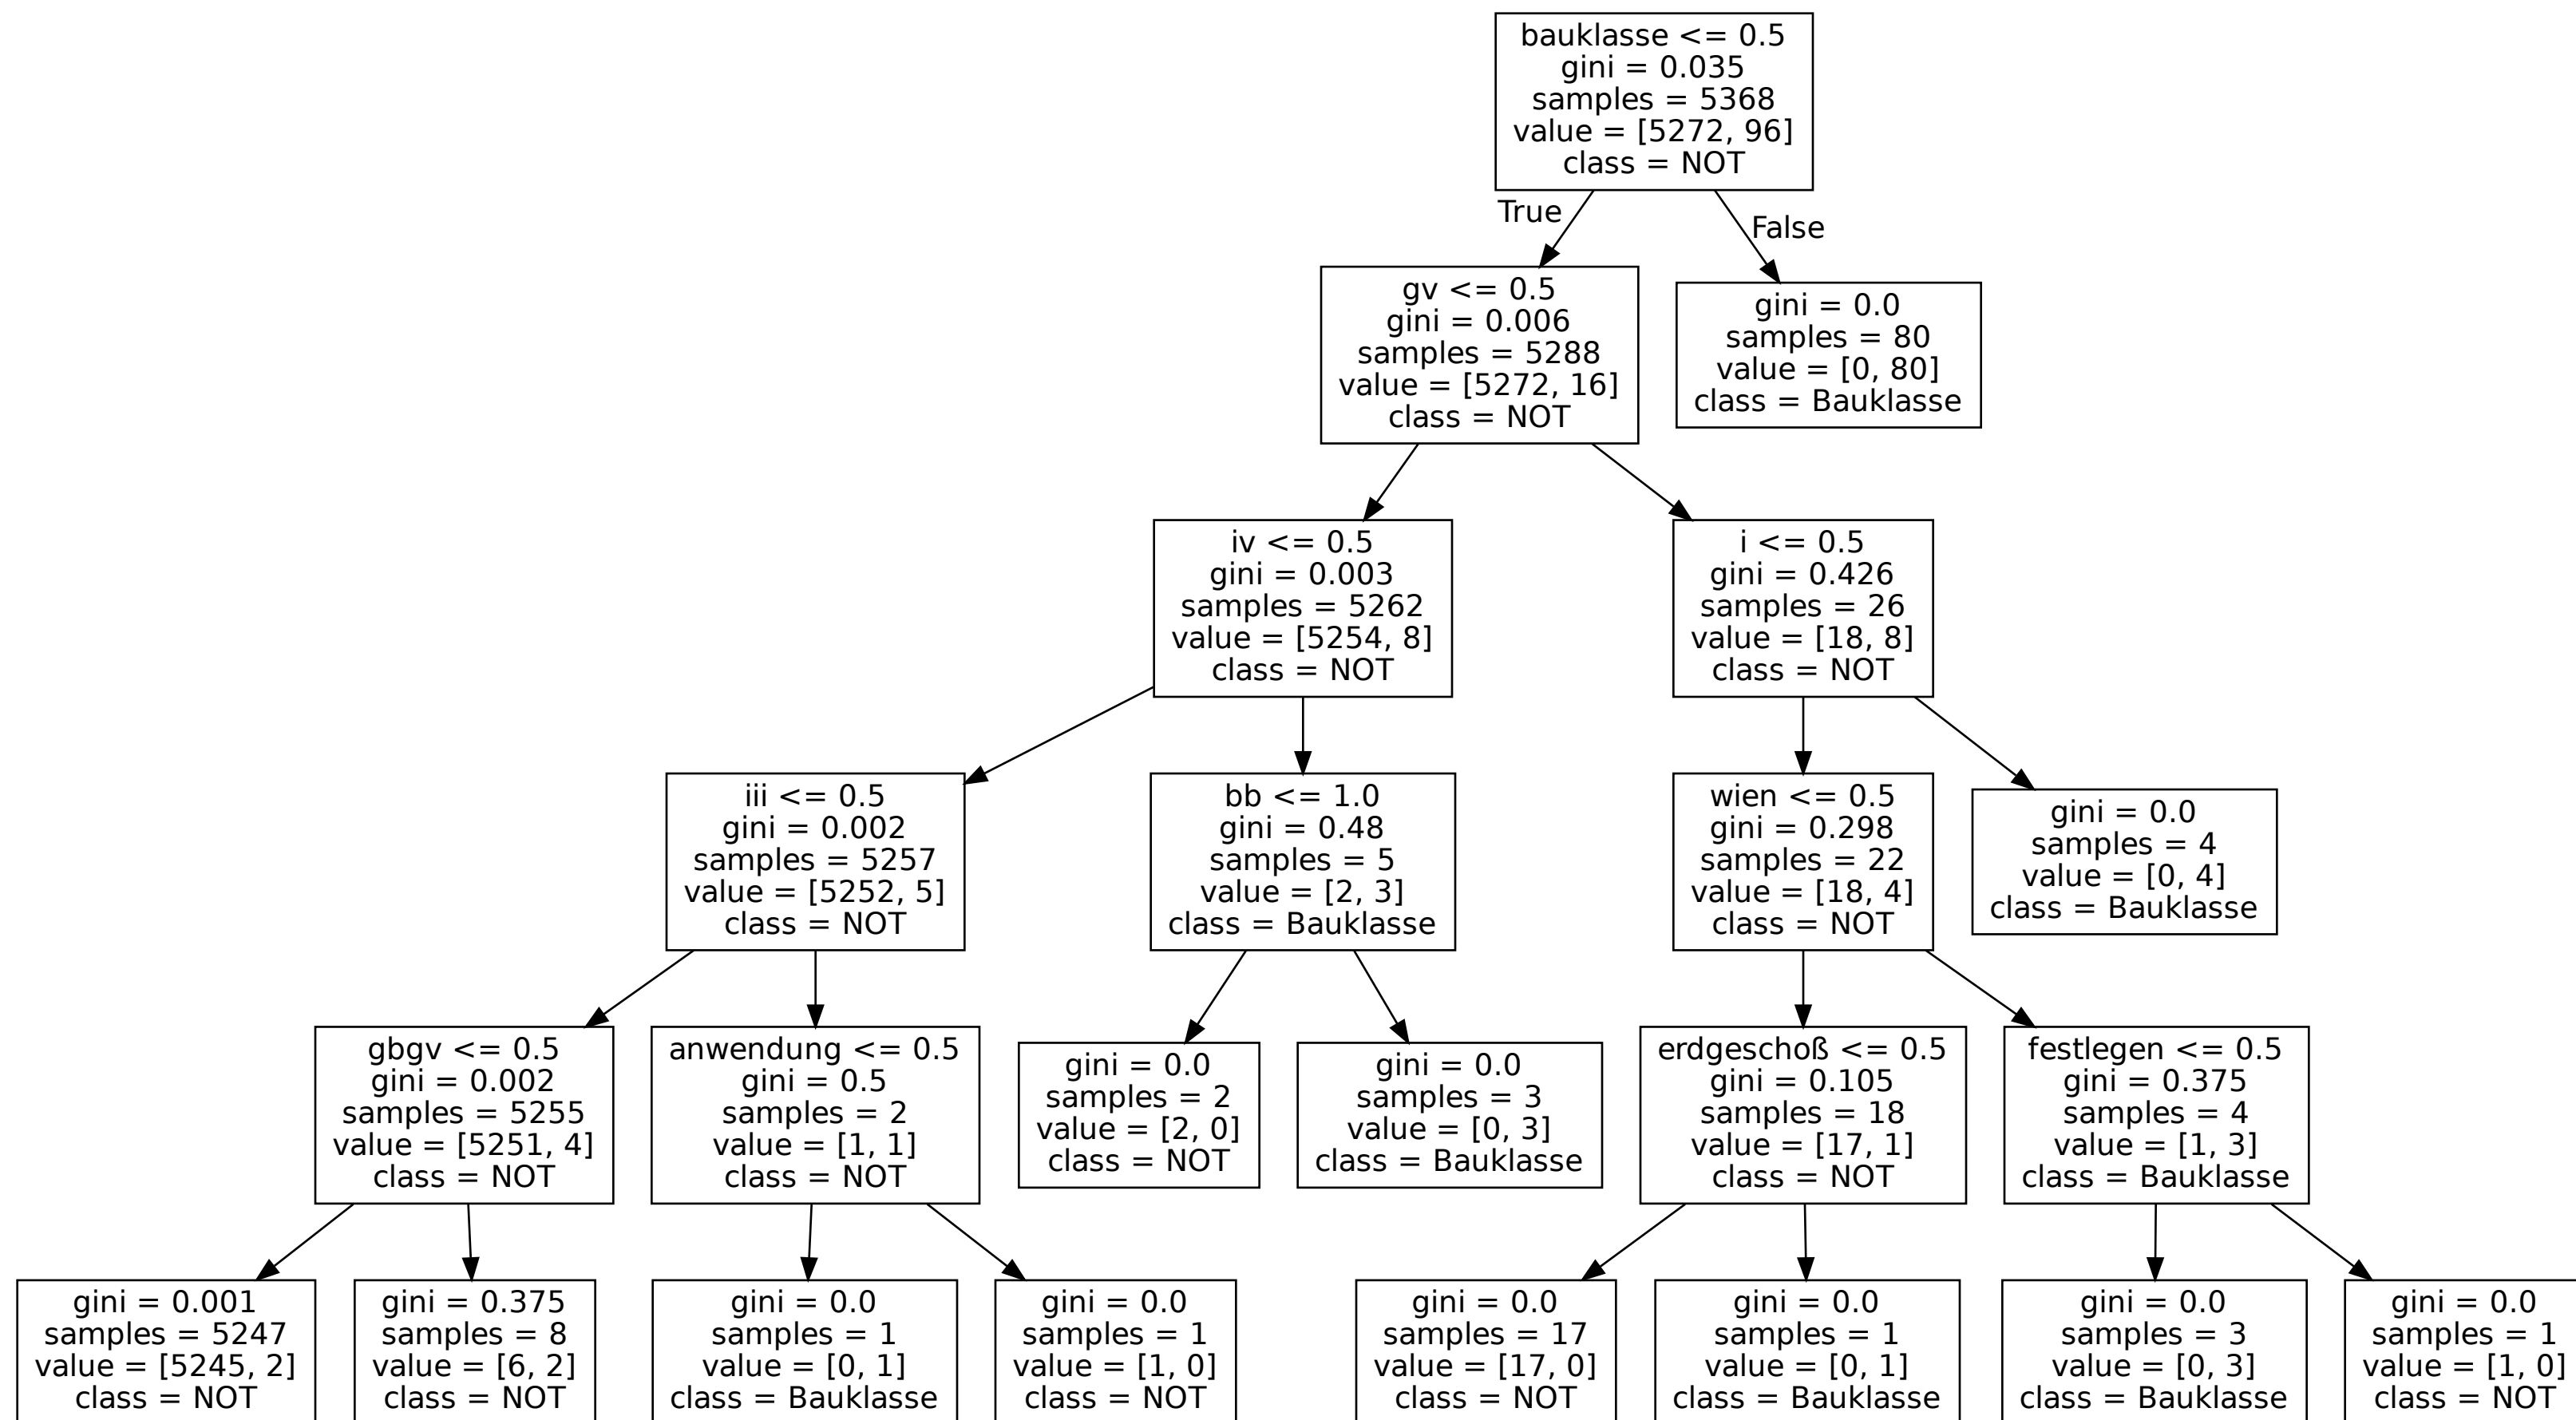 bauklasse <= 0.5
gini = 0.035
samples = 5368
value = [5272, 96]
class = NOT
True
False
gv <= 0.5
gini = 0.006
samples = 5288
value = [5272, 16]
class = NOT
gini = 0.0
samples = 80
value = [0, 80]
class = Bauklasse
iv <= 0.5
gini = 0.003
samples = 5262
value = [5254, 8]
class = NOT
i <= 0.5
gini = 0.426
samples = 26
value = [18, 8]
class = NOT
iii <= 0.5
gini = 0.002
samples = 5257
value = [5252, 5]
class = NOT
bb <= 1.0
gini = 0.48
samples = 5
value = [2, 3]
class = Bauklasse
wien <= 0.5
gini = 0.298
samples = 22
value = [18, 4]
class = NOT
gini = 0.0
samples = 4
value = [0, 4]
class = Bauklasse
gbgv <= 0.5
gini = 0.002
samples = 5255
value = [5251, 4]
class = NOT
anwendung <= 0.5
gini = 0.5
samples = 2
value = [1, 1]
class = NOT
gini = 0.0
samples = 2
value = [2, 0]
class = NOT
gini = 0.0
samples = 3
value = [0, 3]
class = Bauklasse
erdgeschoß <= 0.5
gini = 0.105
samples = 18
value = [17, 1]
class = NOT
festlegen <= 0.5
gini = 0.375
samples = 4
value = [1, 3]
class = Bauklasse
gini = 0.001
samples = 5247
value = [5245, 2]
class = NOT
gini = 0.375
samples = 8
value = [6, 2]
class = NOT
gini = 0.0
samples = 1
value = [0, 1]
class = Bauklasse
gini = 0.0
samples = 1
value = [1, 0]
class = NOT
gini = 0.0
samples = 17
value = [17, 0]
class = NOT
gini = 0.0
samples = 1
value = [0, 1]
class = Bauklasse
gini = 0.0
samples = 3
value = [0, 3]
class = Bauklasse
gini = 0.0
samples = 1
value = [1, 0]
class = NOT